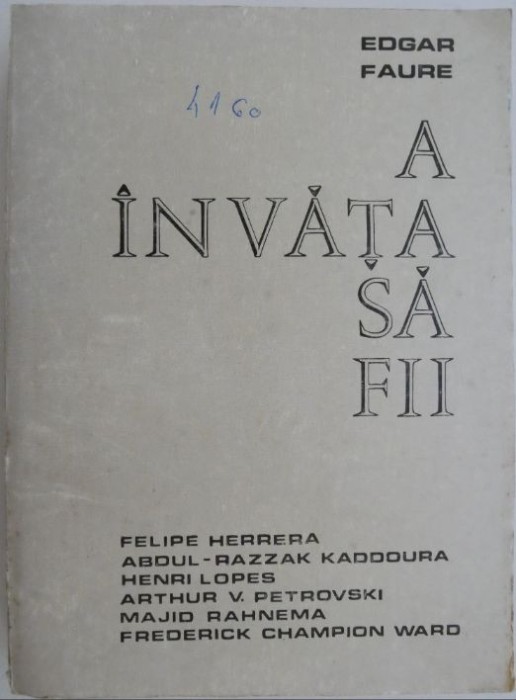 EDGAR
FAURE
4160
A
ÎNVĂȚA
SĂ
FII
FELIPE HERRERA
ABDUL-RAZZAK KADDOURA
HENRI LOPES
ARTHUR V. PETROVSKI
MAJID RAHNEMA
FREDERICK CHAMPION WARD